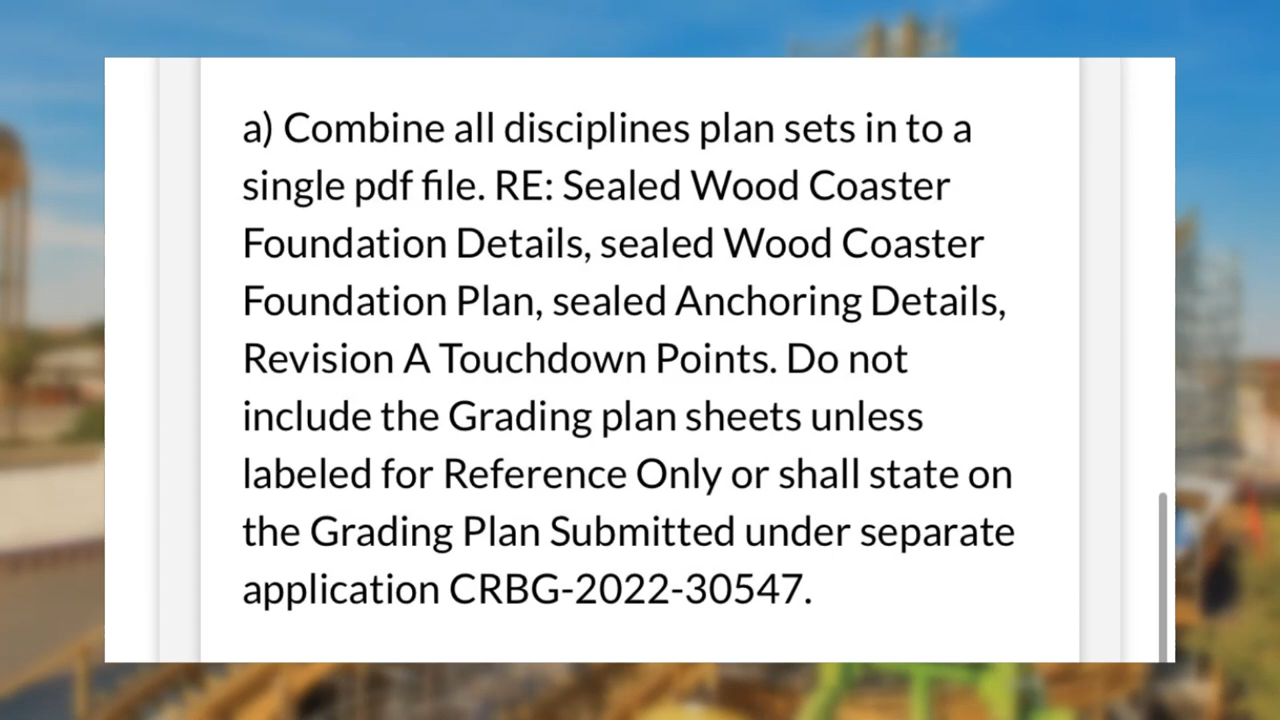 a) Combine all disciplines plan sets in to a
single pdf file. RE: Sealed Wood Coaster
Foundation Details, sealed Wood Coaster
Foundation Plan, sealed Anchoring Details,
Revision A Touchdown Points. Do not
include the Grading plan sheets unless
labeled for Reference Only or shall state on
the Grading Plan Submitted under separate
application CRBG-2022-30547.